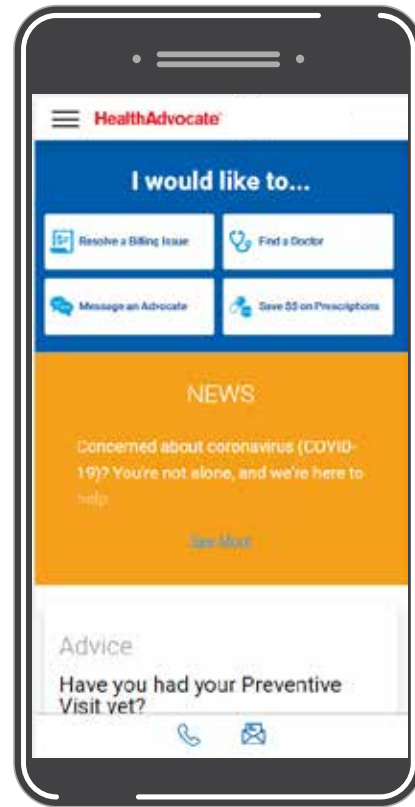 HealthAdvocate
I would like to...
Resolve a Billing Issue
Find a Doctor
Message an Advocate
Save $$ on Prescriptions
NEWS
Concerned about coronavirus (COVID-
19)? You're not alone, and we're here to
help
See More
Advice
Have you had your Preventive
Visit yet?